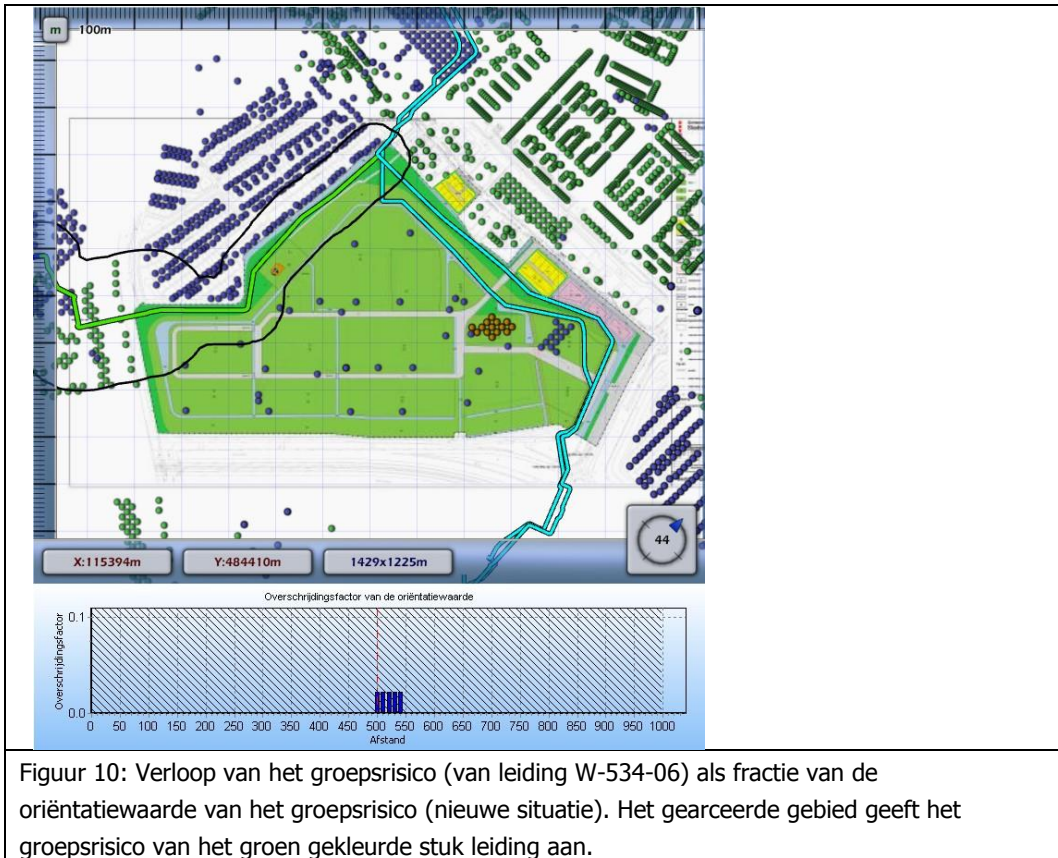 m
100m
44
X:115394m
Y:484410m
1429x1225m
Overschrijdingsfactor van de oriëntatiewaarde
Overschrijdingsfactor
0.1
0.0
0 50 100 150 200 250 300 350 400 450 500 550 600 650 700 750 800 850 900 950 1000
Afstand
Figuur 10: Verloop van het groepsrisico (van leiding W-534-06) als fractie van de
oriëntatiewaarde van het groepsrisico (nieuwe situatie). Het gearceerde gebied geeft het
groepsrisico van het groen gekleurde stuk leiding aan.